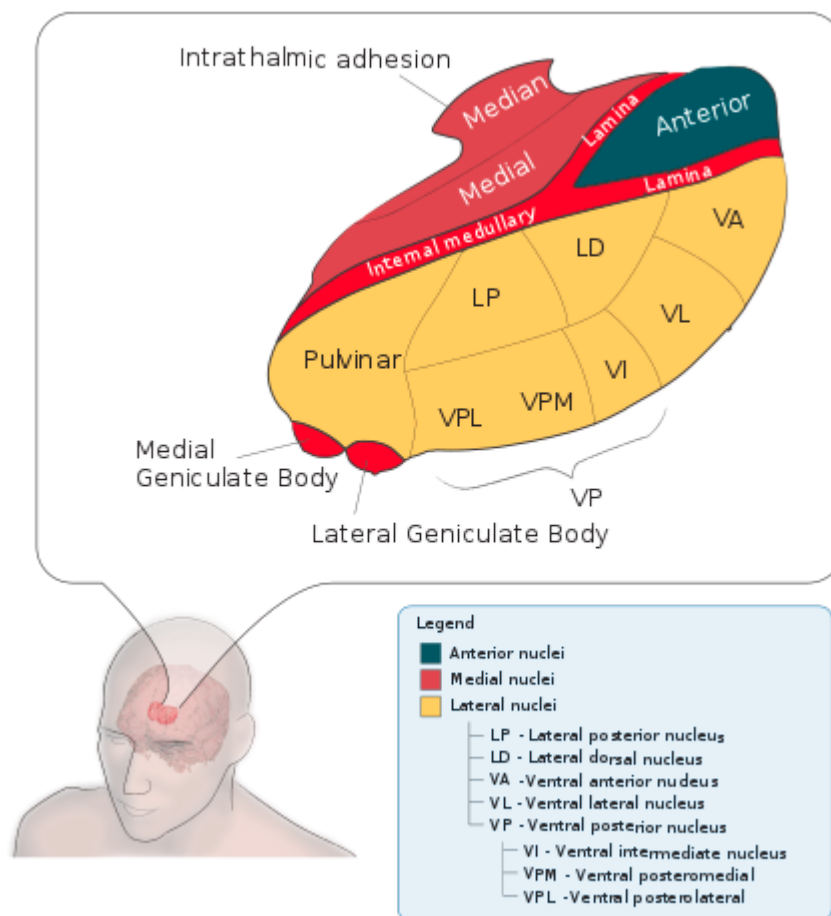 Intrathalmic adhesion
Median
Lamina
Anterior
Medial
Lamina
Internal medullary
VA
LD
LP
VL
Pulvinar
VI
VPM
VPL
Medial
Geniculate Body
VP
Lateral Geniculate Body
Legend
Anterior nuclei
Medial nuclei
Lateral nuclei
LP - Lateral posterior nucleus
LD - Lateral dorsal nucleus
VA -Ventral anterior nudeus
VL - Ventral lateral nucleus
VP - Ventral posterior nucleus
VI - Ventral intermediate nucleus
VPM - Ventral posteromedial
VPL -Ventral posterolateral